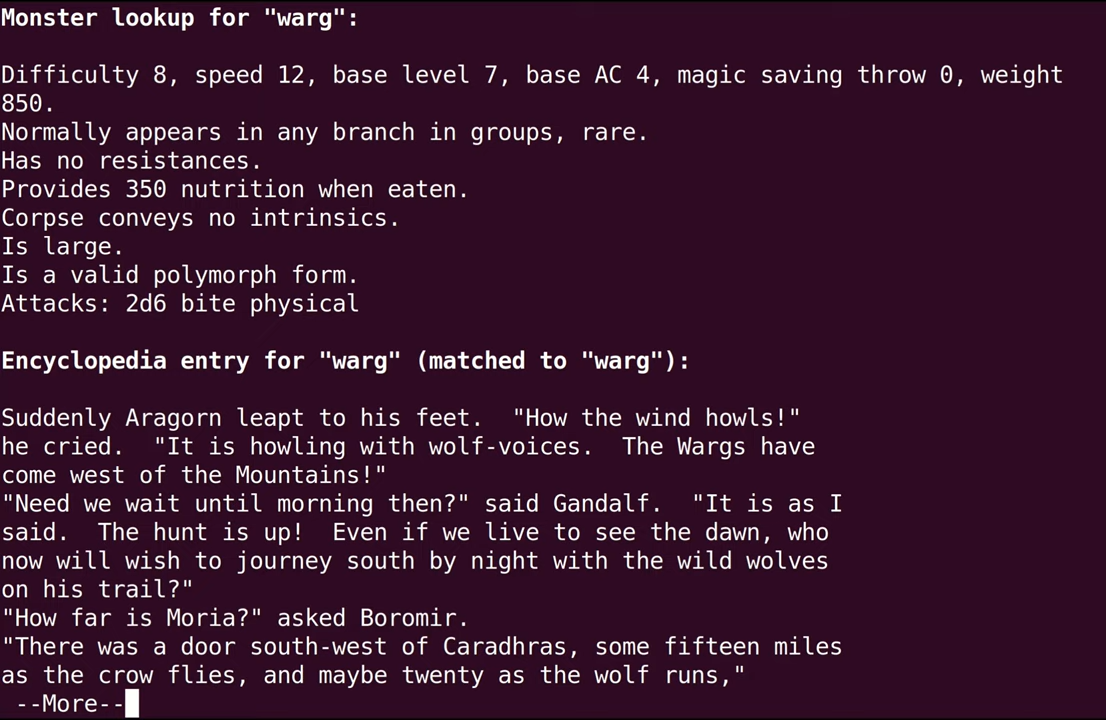 Monster lookup for "warg":
Difficulty 8, speed 12, base level 7, base AC 4, magic saving throw 0, weight
850.
Normally appears in any branch in groups, rare.
Has no resistances.
Provides 350 nutrition when eaten.
Corpse conveys no intrinsics.
Is large.
Is a valid polymorph form.
Attacks: 2d6 bite physical
Encyclopedia entry for "warg" (matched to "warg"):
Suddenly Aragorn leapt to his feet.  "How the wind howls!"
he cried.  "It is howling with wolf-voices.  The Wargs have
come west of the Mountains!"
"Need we wait until morning then?" said Gandalf.  "It is as I
said.  The hunt is up!  Even if we live to see the dawn, who
now will wish to journey south by night with the wild wolves
on his trail?"
"How far is Moria?" asked Boromir.
"There was a door south-west of Caradhras, some fifteen miles
as the crow flies, and maybe twenty as the wolf runs,"
--More--